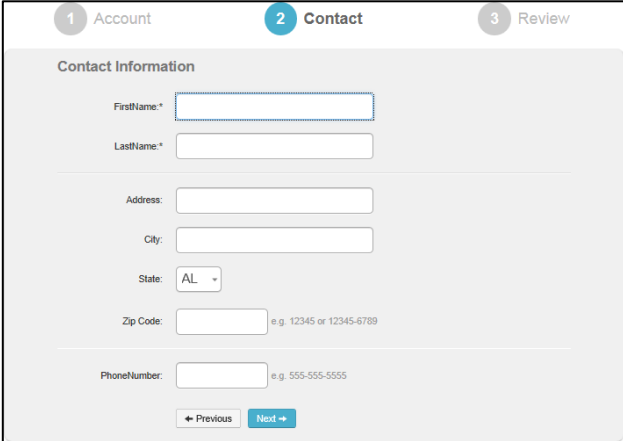 1 Account 2 Contact 3 Review
Contact Information
FirstName:*
LastName:*
Address:
City:
State: AL
Zip Code: e.g. 12345 or 12345-6789
PhoneNumber: e.g. 555-555-5555
← Previous Next →